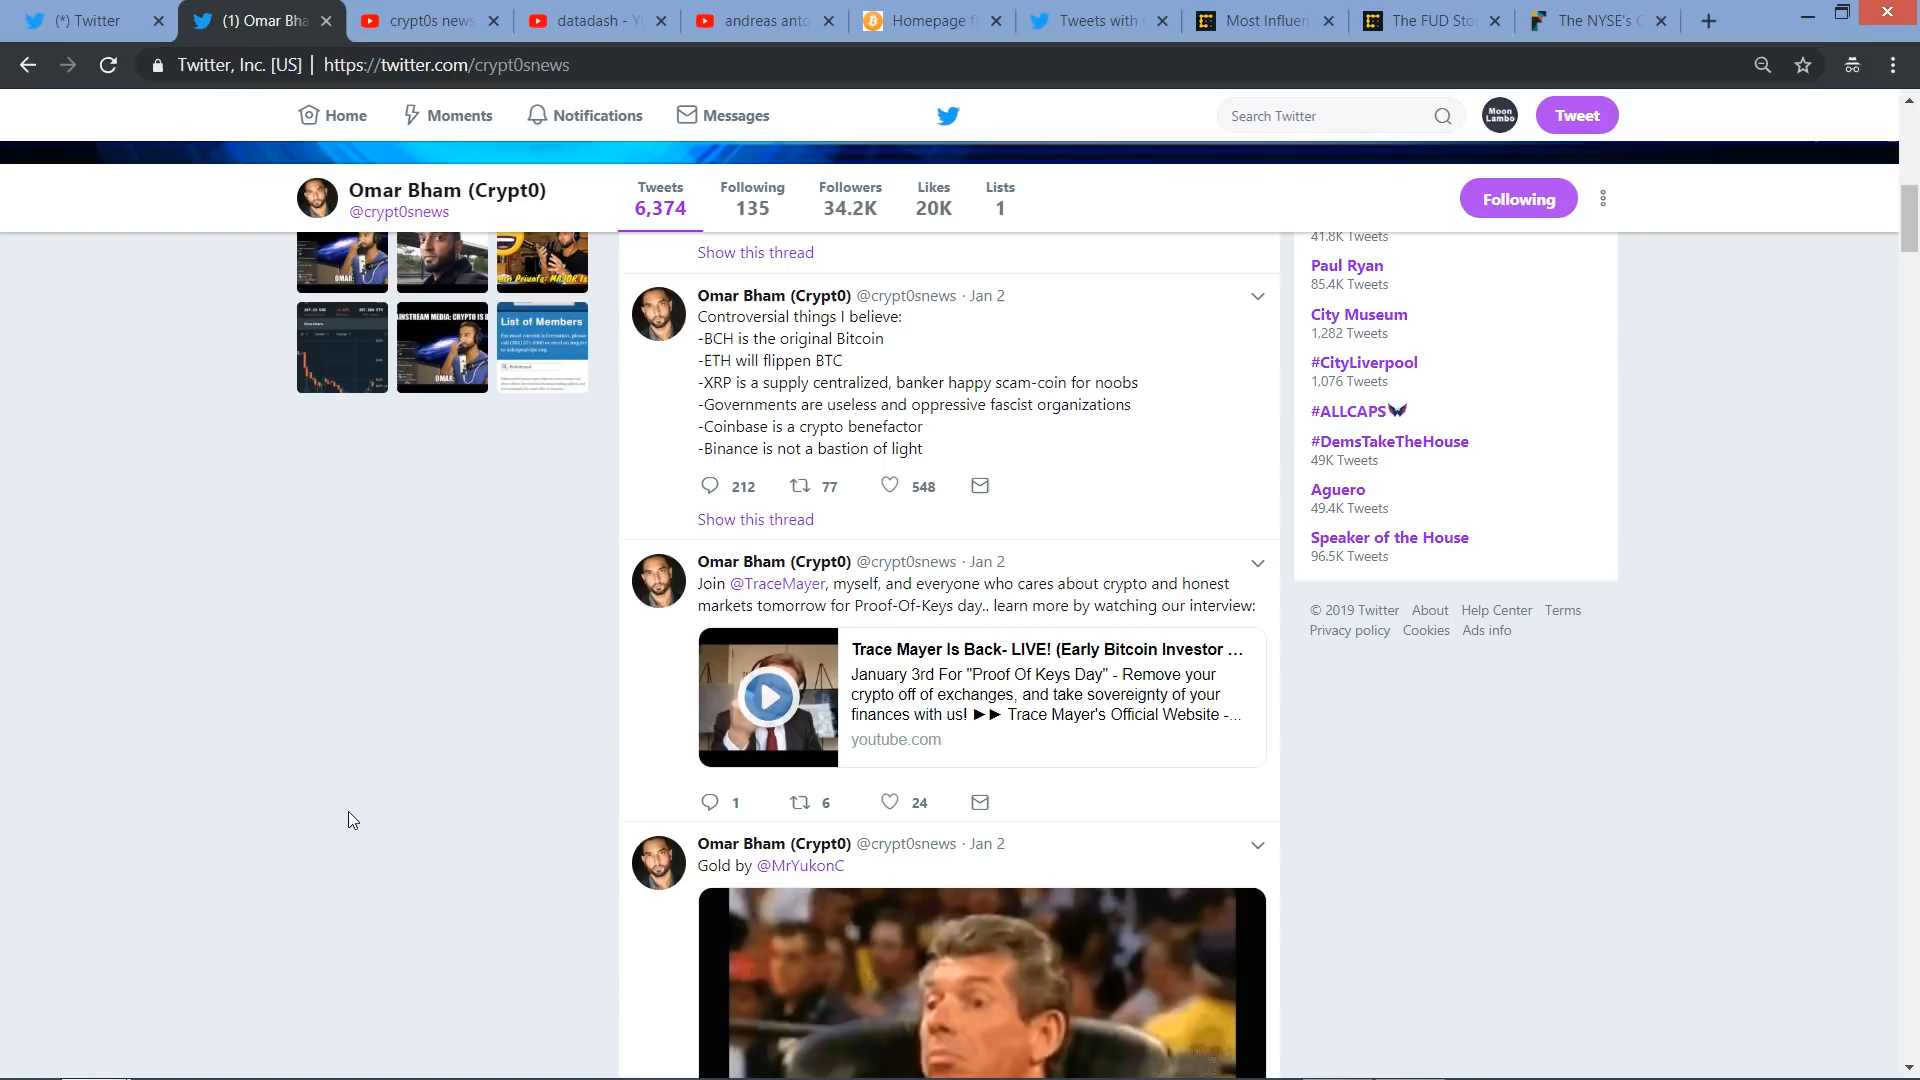 (*) Twitter
(1) Omar Bha
crypt0s news
datadash - Yo
andreas anto
Homepage f
Tweets with
Most Influen
The FUD Sto
The NYSE's
Twitter, Inc. [US] | https://twitter.com/crypt0snews
Home
Moments
Notifications
Messages
Search Twitter
Moon
Lambo
Tweet
Omar Bham (Crypt0)
@crypt0snews
Tweets
6,374
Following
135
Followers
34.2K
Likes
20K
Lists
1
Following
OMAR:
List of Members
MAINSTREAM MEDIA: CRYPTO IS D
OMAR:
Show this thread
Omar Bham (Crypt0) @crypt0snews · Jan 2
Controversial things I believe:
-BCH is the original Bitcoin
-ETH will flippen BTC
-XRP is a supply centralized, banker happy scam-coin for noobs
-Governments are useless and oppressive fascist organizations
-Coinbase is a crypto benefactor
-Binance is not a bastion of light
212 77 548
Show this thread
Omar Bham (Crypt0) @crypt0snews · Jan 2
Join @TraceMayer, myself, and everyone who cares about crypto and honest
markets tomorrow for Proof-Of-Keys day.. learn more by watching our interview:
Trace Mayer Is Back- LIVE! (Early Bitcoin Investor ...
January 3rd For "Proof Of Keys Day" - Remove your
crypto off of exchanges, and take sovereignty of your
finances with us! ►► Trace Mayer's Official Website -...
youtube.com
1 6 24
Omar Bham (Crypt0) @crypt0snews · Jan 2
Gold by @MrYukonC
41.8K Tweets
Paul Ryan
85.4K Tweets
City Museum
1,282 Tweets
#CityLiverpool
1,076 Tweets
#ALLCAPS
#DemsTakeTheHouse
49K Tweets
Aguero
49.4K Tweets
Speaker of the House
96.5K Tweets
© 2019 Twitter About Help Center Terms
Privacy policy Cookies Ads info